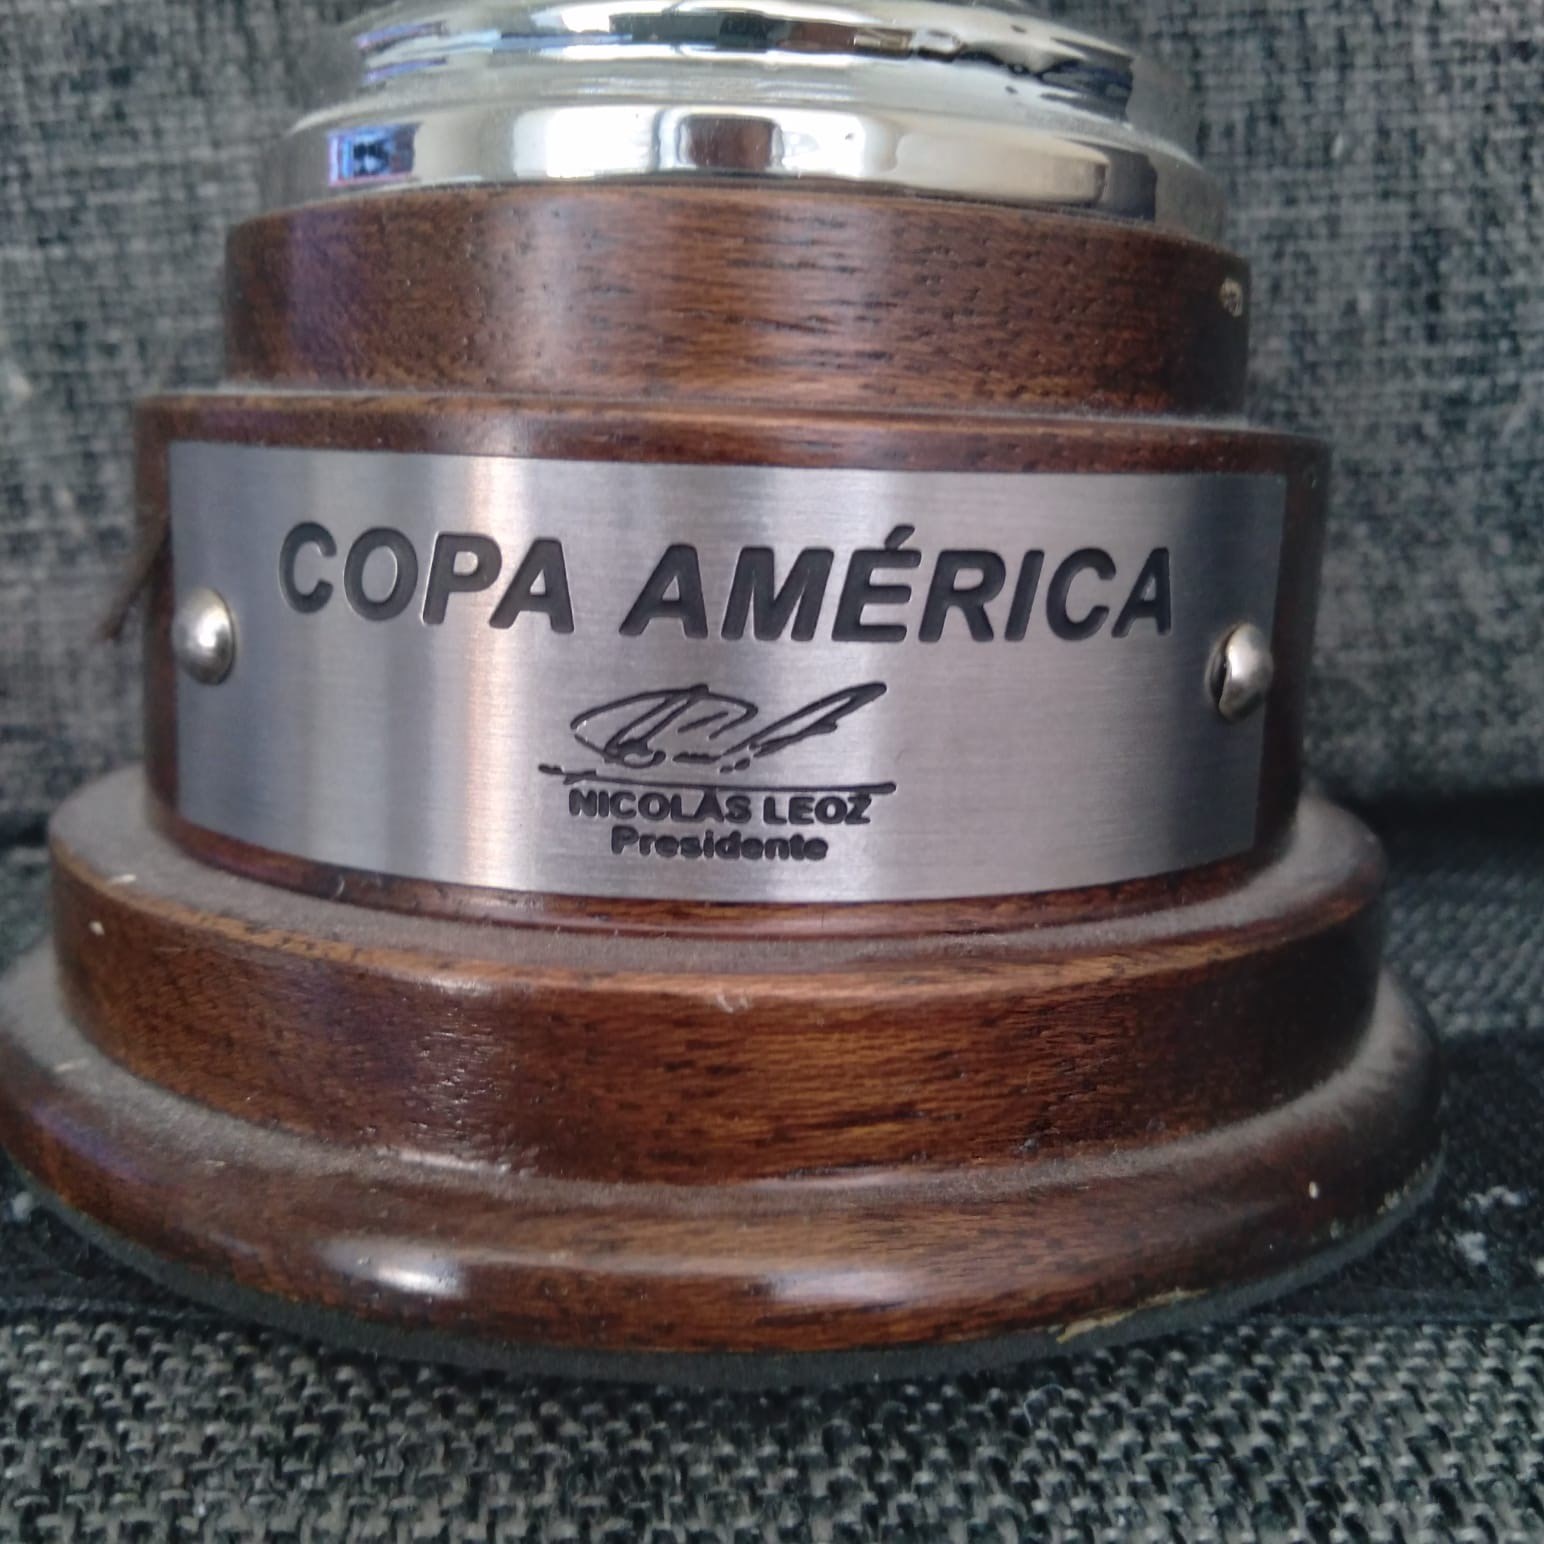 COPA AMÉRICA
NICOLÁS LEOZ
Presidente